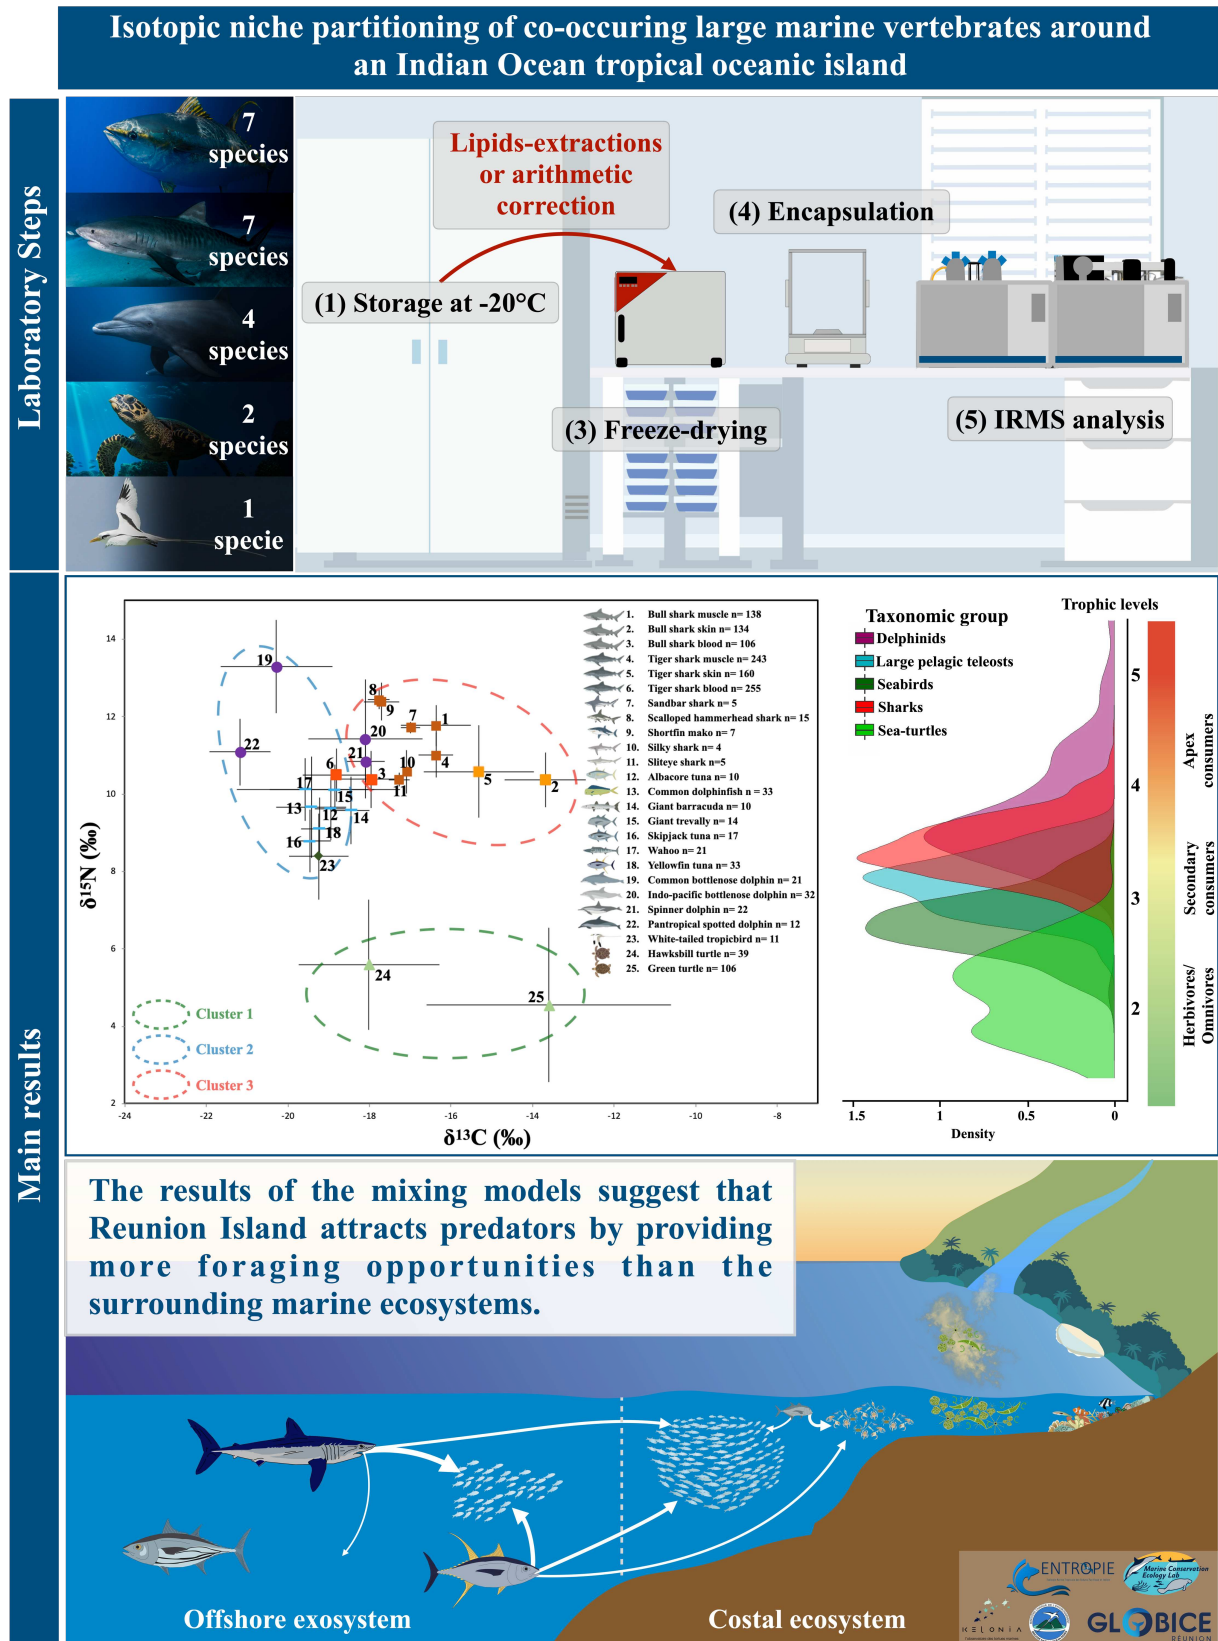 Isotopic niche partitioning of co-occuring large marine vertebrates around
an Indian Ocean tropical oceanic island
Laboratory Steps
7
species
7
species
4
species
2
species
1
specie
Lipids-extractions
or arithmetic
correction
(1) Storage at -20°C
(3) Freeze-drying
(4) Encapsulation
(5) IRMS analysis
Main results
δ15N (‰)
14
12
10
8
6
4
2
-24
-22
-20
-18
-16
-14
-12
-10
-8
δ13C (‰)
19
22
8
9
7
1
20
21
6
3
10
11
4
5
2
17
15
13
12
14
16
18
23
24
25
Cluster 1
Cluster 2
Cluster 3
1. Bull shark muscle n= 138
2. Bull shark skin n= 134
3. Bull shark blood n= 106
4. Tiger shark muscle n= 243
5. Tiger shark skin n= 160
6. Tiger shark blood n= 255
7. Sandbar shark n= 5
8. Scalloped hammerhead shark n= 15
9. Shortfin mako n= 7
10. Silky shark n= 4
11. Sliteye shark n=5
12. Albacore tuna n= 10
13. Common dolphinfish n = 33
14. Giant barracuda n= 10
15. Giant trevally n= 14
16. Skipjack tuna n= 17
17. Wahoo n= 21
18. Yellowfin tuna n= 33
19. Common bottlenose dolphin n= 21
20. Indo-pacific bottlenose dolphin n= 32
21. Spinner dolphin n= 22
22. Pantropical spotted dolphin n= 12
23. White-tailed tropicbird n= 11
24. Hawksbill turtle n= 39
25. Green turtle n= 106
Taxonomic group
Delphinids
Large pelagic teleosts
Seabirds
Sharks
Sea-turtles
Trophic levels
5
4
3
2
Apex
consumers
Secondary
consumers
Herbivores/
Omnivores
1.5
1
0.5
0
Density
The results of the mixing models suggest that
Reunion Island attracts predators by providing
more foraging opportunities than the
surrounding marine ecosystems.
Offshore exosystem
Costal ecosystem
ENTROPIE
Marine Conservation
Ecology Lab
KELONIA
GLOBICE
REUNION